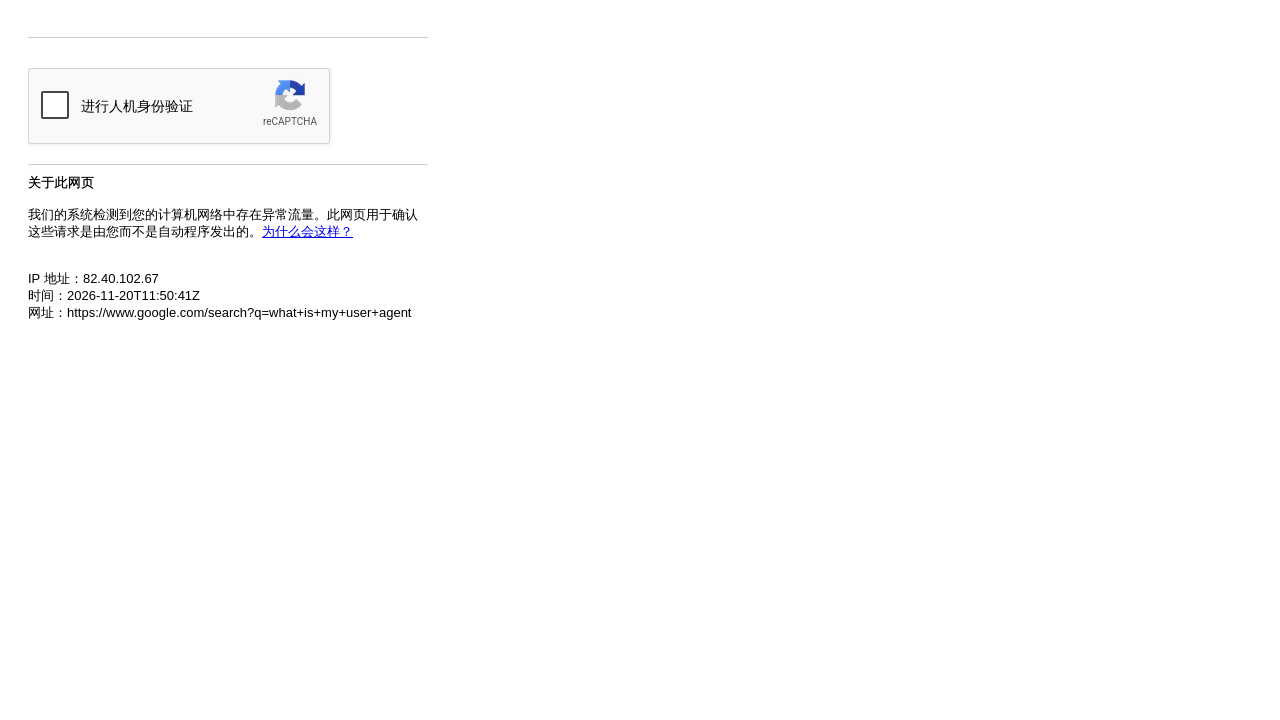 进行人机身份验证
reCAPTCHA
关于此网页
我们的系统检测到您的计算机网络中存在异常流量。此网页用于确认
这些请求是由您而不是自动程序发出的。为什么会这样？
IP 地址：82.40.102.67
时间：2026-11-20T11:50:41Z
网址：https://www.google.com/search?q=what+is+my+user+agent